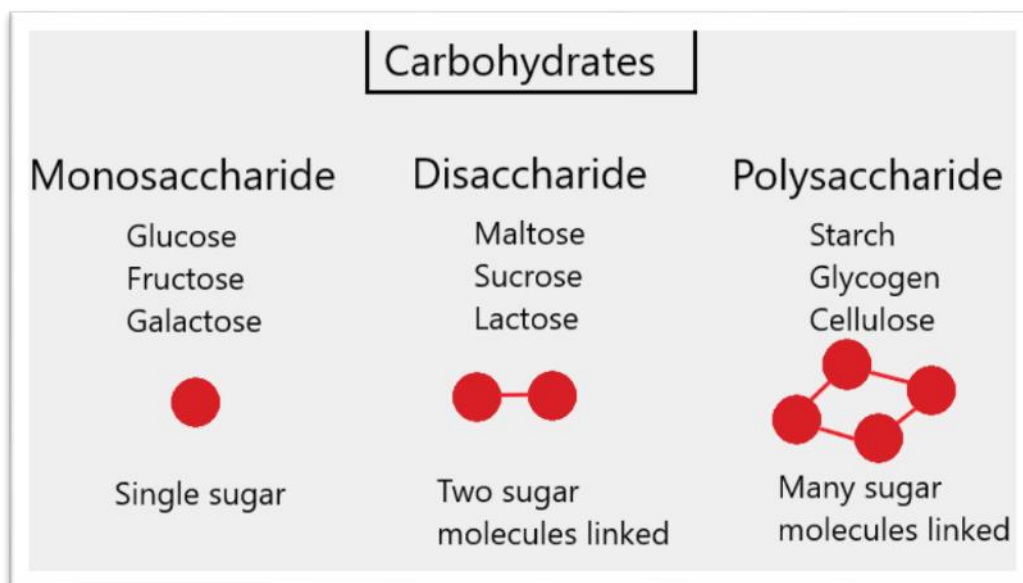 Carbohydrates
Monosaccharide
Glucose
Fructose
Galactose
Single sugar
Disaccharide
Maltose
Sucrose
Lactose
Two sugar
molecules linked
Polysaccharide
Starch
Glycogen
Cellulose
Many sugar
molecules linked